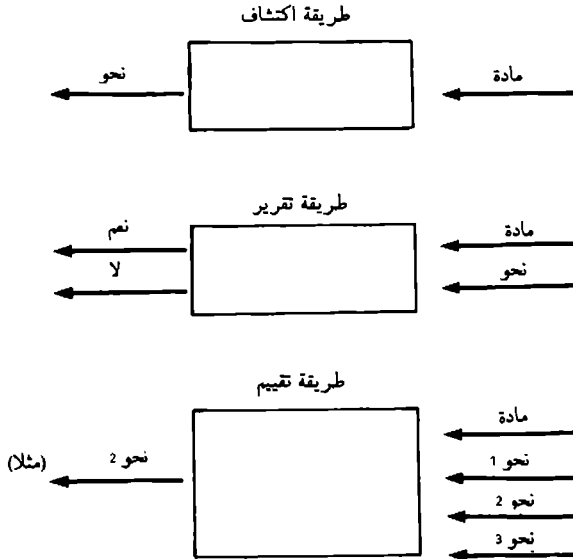 طريقة اكتشاف
مادة
نحو
طريقة تقرير
مادة
نعم
نحو
لا
طريقة تقييم
مادة
نحو 1
نحو 2 (مثلا)
نحو 2
نحو 3